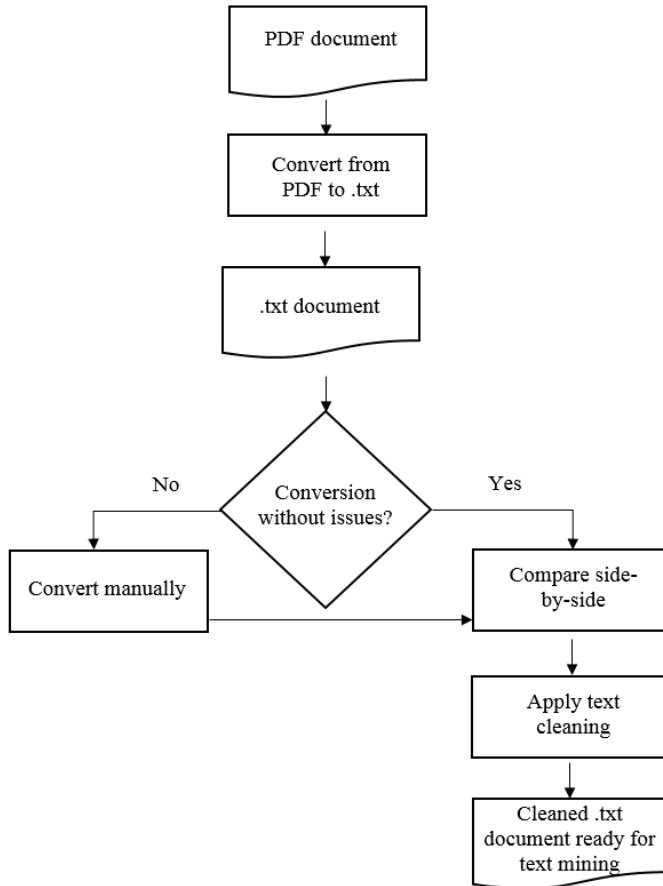 PDF document
Convert from
PDF to .txt
.txt document
No
Yes
Conversion
without issues?
Convert manually
Compare side-
by-side
Apply text
cleaning
Cleaned .txt
document ready for
text mining